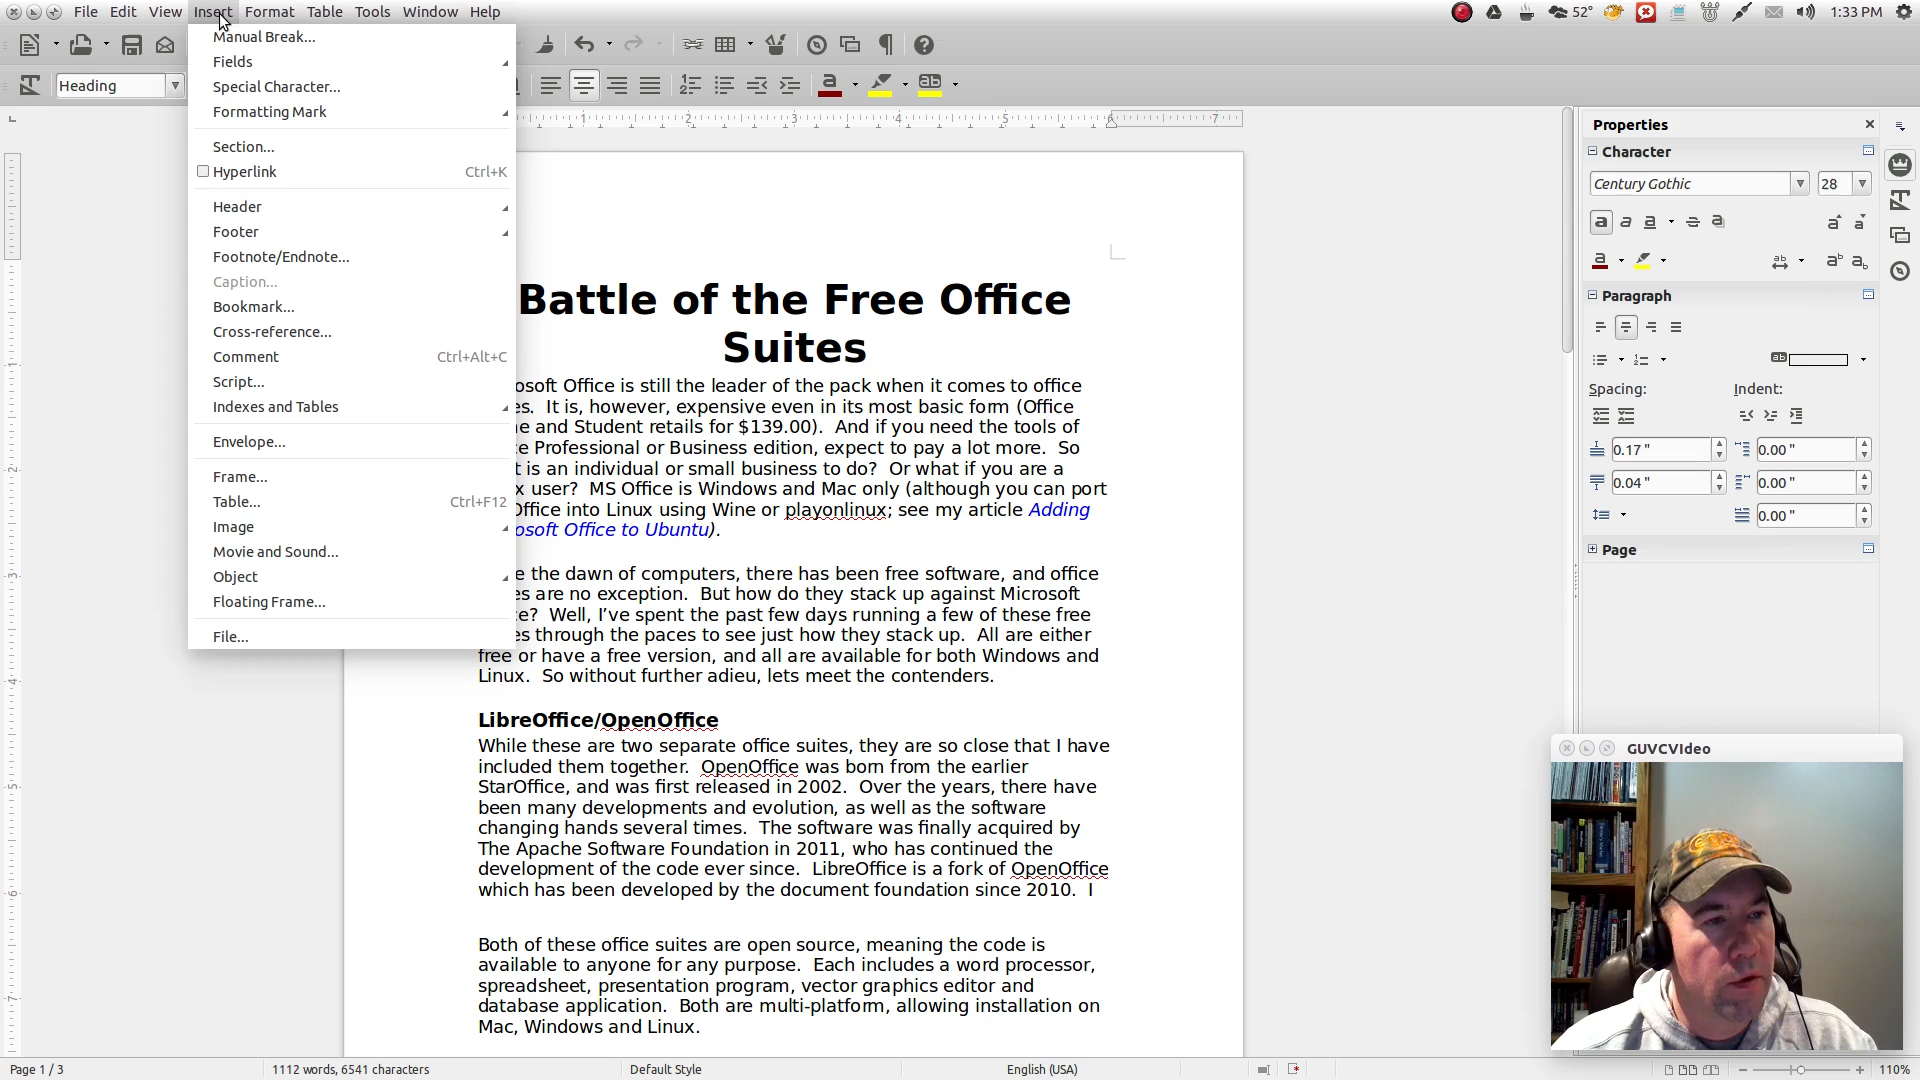 File Edit View Insert Format Table Tools Window Help
52° 1:33 PM
Heading
Manual Break...
Fields
Special Character...
Formatting Mark
Section...
Hyperlink Ctrl+K
Header
Footer
Footnote/Endnote...
Caption...
Bookmark...
Cross-reference...
Comment Ctrl+Alt+C
Script...
Indexes and Tables
Envelope...
Frame...
Table... Ctrl+F12
Image
Movie and Sound...
Object
Floating Frame...
File...
1 2 3 4 5 6 7
1
2
3
4
5
6
7
Battle of the Free Office
Suites
osoft Office is still the leader of the pack when it comes to office
es. It is, however, expensive even in its most basic form (Office
e and Student retails for $139.00). And if you need the tools of
e Professional or Business edition, expect to pay a lot more. So
t is an individual or small business to do? Or what if you are a
x user? MS Office is Windows and Mac only (although you can port
Office into Linux using Wine or playonlinux; see my article Adding
osoft Office to Ubuntu).
e the dawn of computers, there has been free software, and office
es are no exception. But how do they stack up against Microsoft
e? Well, I've spent the past few days running a few of these free
es through the paces to see just how they stack up. All are either
free or have a free version, and all are available for both Windows and
Linux. So without further adieu, lets meet the contenders.
LibreOffice/OpenOffice
While these are two separate office suites, they are so close that I have
included them together. OpenOffice was born from the earlier
StarOffice, and was first released in 2002. Over the years, there have
been many developments and evolution, as well as the software
changing hands several times. The software was finally acquired by
The Apache Software Foundation in 2011, who has continued the
development of the code ever since. LibreOffice is a fork of OpenOffice
which has been developed by the document foundation since 2010. I
Both of these office suites are open source, meaning the code is
available to anyone for any purpose. Each includes a word processor,
spreadsheet, presentation program, vector graphics editor and
database application. Both are multi-platform, allowing installation on
Mac, Windows and Linux.
Properties
Character
Century Gothic 28
Paragraph
Spacing: Indent:
0.17 " 0.00 "
0.04 " 0.00 "
0.00 "
Page
GUVCVIdeo
Page 1 / 3 1112 words, 6541 characters Default Style English (USA) 110%